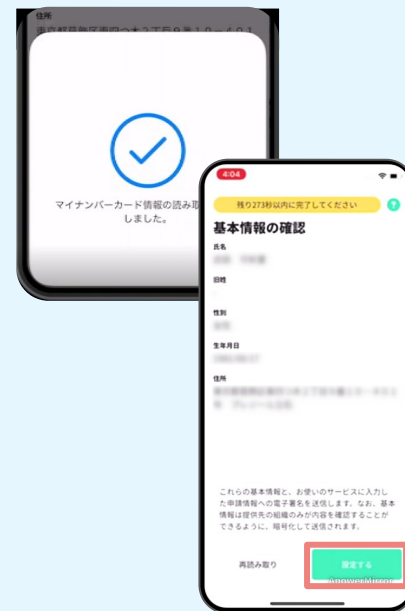 住所
マイナンバーカード情報の読み取
しました。
4:04
残り273秒以内に完了してください
?
基本情報の確認
氏名
旧姓
性別
生年月日
住所
これらの基本情報と、お使いのサービスに入力し
た申請情報への電子署名を送信します。なお、基本
情報は提供先の組織のみが内容を確認することが
できるように、暗号化して送信されます。
再読み取り
設定する